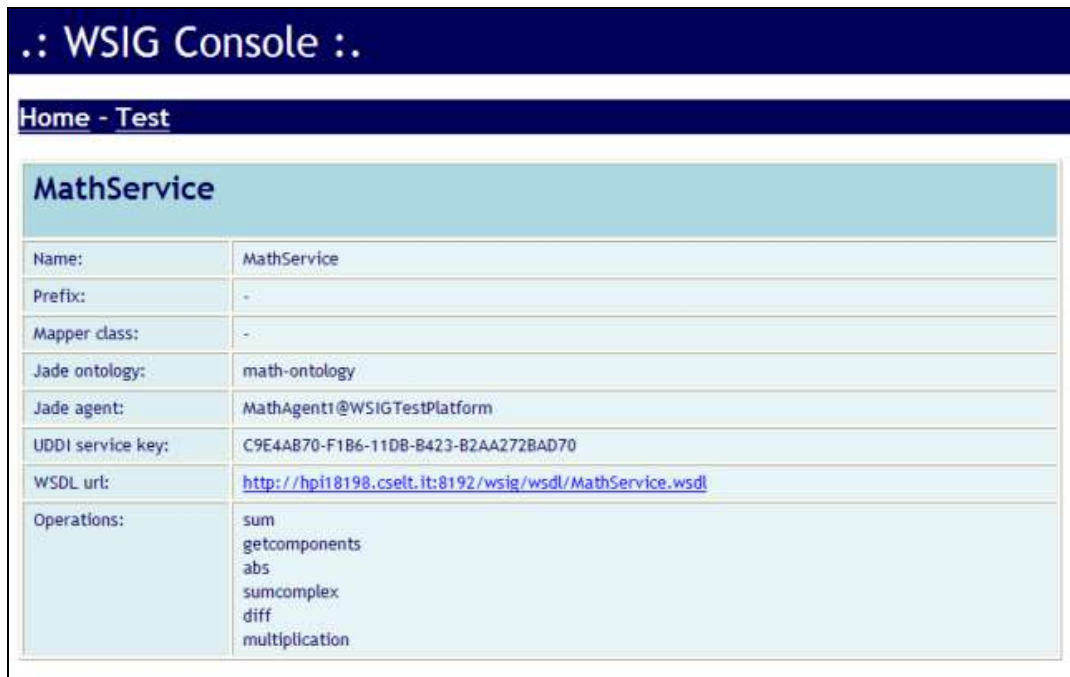 .: WSIG Console :.
Home - Test
MathService
Name: MathService
Prefix: -
Mapper class: -
Jade ontology: math-ontology
Jade agent: MathAgent1@WSIGTestPlatform
UDDI service key: C9E4AB70-F1B6-11DB-B423-B2AA272BAD70
WSDL url: http://hpi18198.cselt.it:8192/wsig/wsdl/MathService.wsdl
Operations: sum
getcomponents
abs
sumcomplex
diff
multiplication